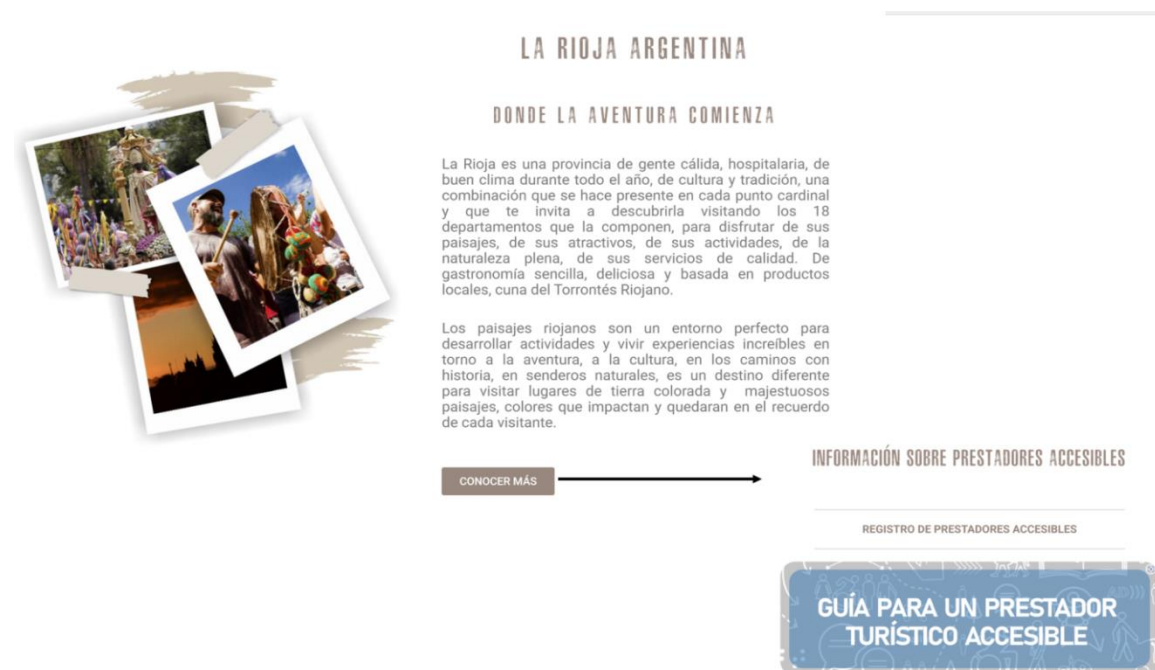 LA RIOJA ARGENTINA
DONDE LA AVENTURA COMIENZA
La Rioja es una provincia de gente cálida, hospitalaria, de
buen clima durante todo el año, de cultura y tradición, una
combinación que se hace presente en cada punto cardinal
y que te invita a descubrirla visitando los 18
departamentos que la componen, para disfrutar de sus
paisajes, de sus atractivos, de sus actividades, de la
naturaleza plena, de sus servicios de calidad. De
gastronomía sencilla, deliciosa y basada en productos
locales, cuna del Torrontés Riojano.
Los paisajes riojanos son un entorno perfecto para
desarrollar actividades y vivir experiencias increíbles en
torno a la aventura, a la cultura, en los caminos con
historia, en senderos naturales, es un destino diferente
para visitar lugares de tierra colorada y majestuosos
paisajes, colores que impactan y quedaran en el recuerdo
de cada visitante.
CONOCER MÁS
INFORMACIÓN SOBRE PRESTADORES ACCESIBLES
REGISTRO DE PRESTADORES ACCESIBLES
GUÍA PARA UN PRESTADOR
TURÍSTICO ACCESIBLE